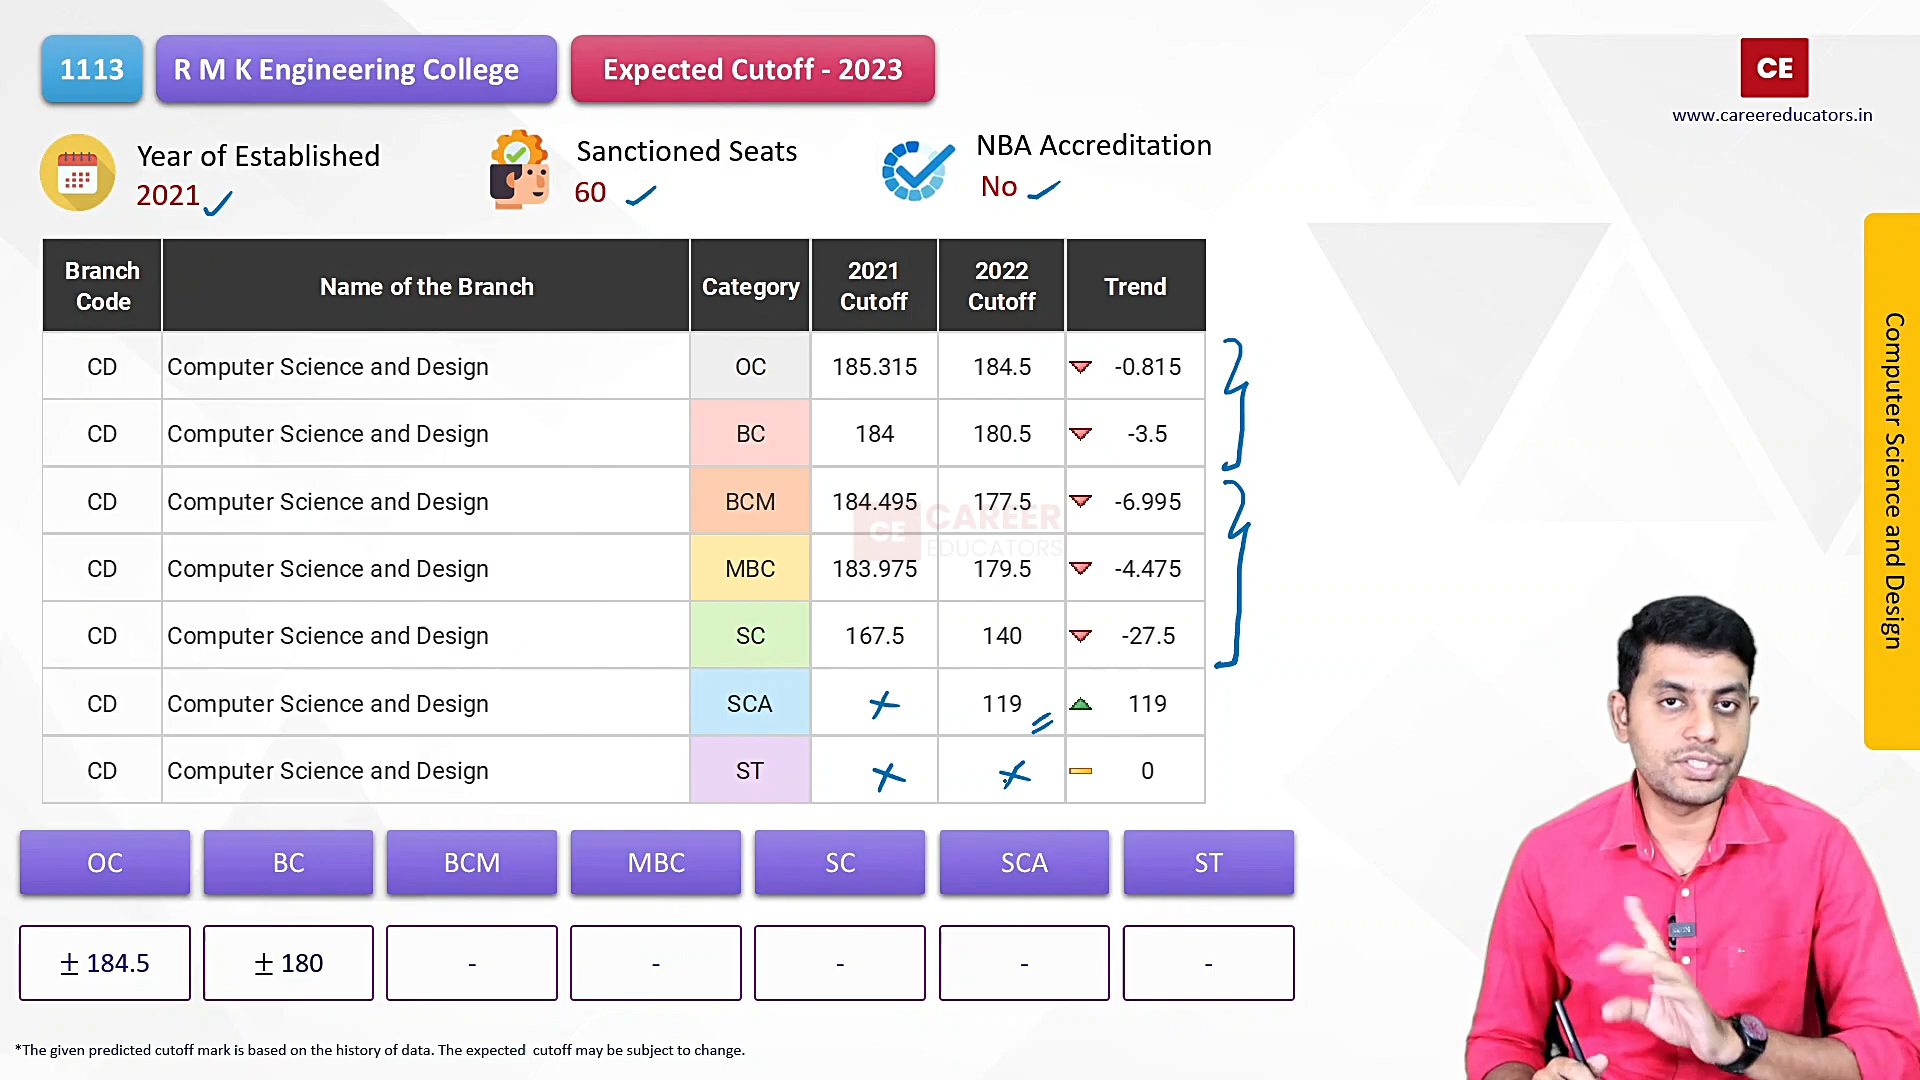 1113
R M K Engineering College
Expected Cutoff - 2023
CE
www.careereducators.in
Year of Established
2021
Sanctioned Seats
60
NBA Accreditation
No
Branch Code Name of the Branch Category 2021 Cutoff 2022 Cutoff Trend
CD Computer Science and Design OC 185.315 184.5 -0.815
CD Computer Science and Design BC 184 180.5 -3.5
CD Computer Science and Design BCM 184.495 177.5 -6.995
CD Computer Science and Design MBC 183.975 179.5 -4.475
CD Computer Science and Design SC 167.5 140 -27.5
CD Computer Science and Design SCA 119 119
CD Computer Science and Design ST 0
CE CAREER
EDUCATORS
Computer Science and Design
OC BC BCM MBC SC SCA ST
± 184.5 ± 180 - - - - -
*The given predicted cutoff mark is based on the history of data. The expected cutoff may be subject to change.